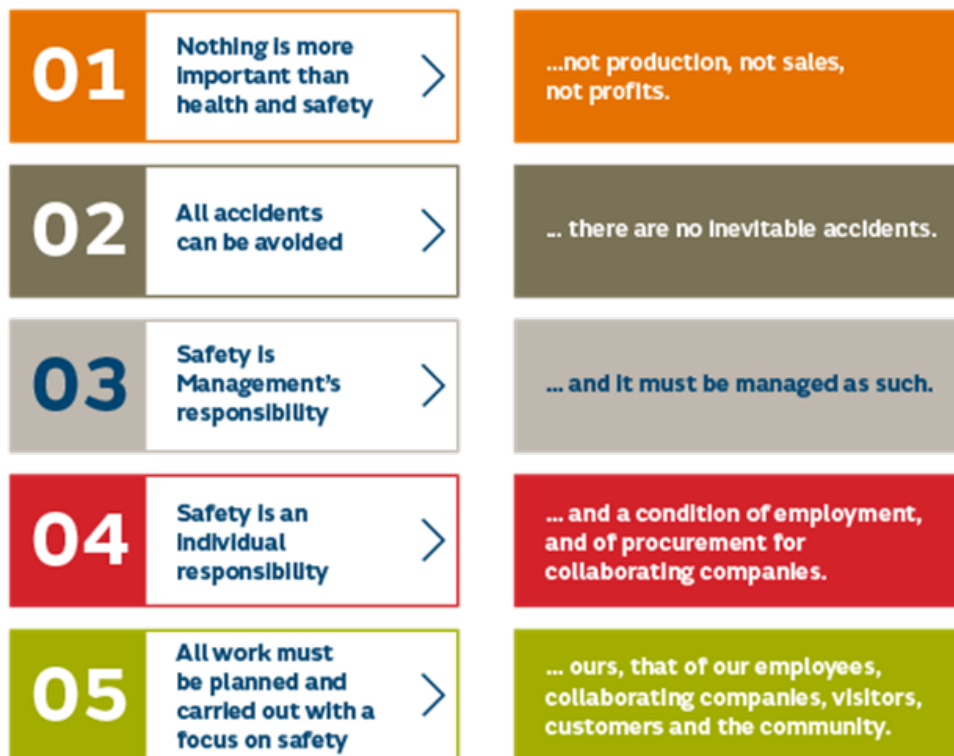 01
Nothing is more
important than
health and safety
...not production, not sales,
not profits.
02
All accidents
can be avoided
... there are no inevitable accidents.
03
Safety is
Management's
responsibility
... and it must be managed as such.
04
Safety is an
individual
responsibility
... and a condition of employment,
and of procurement for
collaborating companies.
05
All work must
be planned and
carried out with a
focus on safety
... ours, that of our employees,
collaborating companies, visitors,
customers and the community.